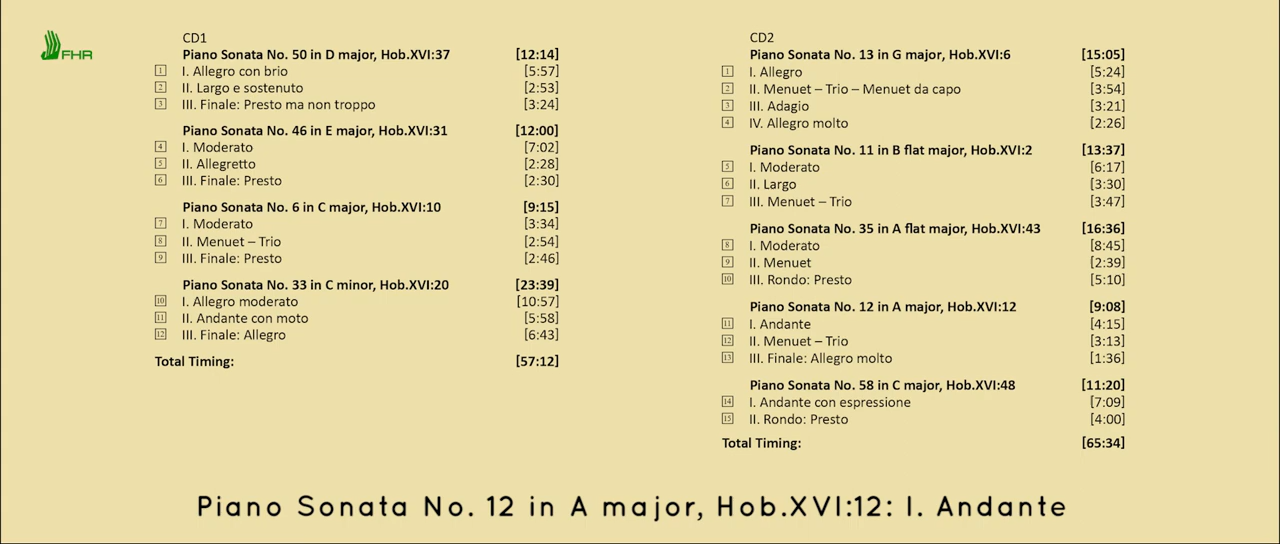 FHR
CD1
Piano Sonata No. 50 in D major, Hob.XVI:37 [12:14]
1 I. Allegro con brio [5:57]
2 II. Largo e sostenuto [2:53]
3 III. Finale: Presto ma non troppo [3:24]
Piano Sonata No. 46 in E major, Hob.XVI:31 [12:00]
4 I. Moderato [7:02]
5 II. Allegretto [2:28]
6 III. Finale: Presto [2:30]
Piano Sonata No. 6 in C major, Hob.XVI:10 [9:15]
7 I. Moderato [3:34]
8 II. Menuet – Trio [2:54]
9 III. Finale: Presto [2:46]
Piano Sonata No. 33 in C minor, Hob.XVI:20 [23:39]
10 I. Allegro moderato [10:57]
11 II. Andante con moto [5:58]
12 III. Finale: Allegro [6:43]
Total Timing: [57:12]
CD2
Piano Sonata No. 13 in G major, Hob.XVI:6 [15:05]
1 I. Allegro [5:24]
2 II. Menuet – Trio – Menuet da capo [3:54]
3 III. Adagio [3:21]
4 IV. Allegro molto [2:26]
Piano Sonata No. 11 in B flat major, Hob.XVI:2 [13:37]
5 I. Moderato [6:17]
6 II. Largo [3:30]
7 III. Menuet – Trio [3:47]
Piano Sonata No. 35 in A flat major, Hob.XVI:43 [16:36]
8 I. Moderato [8:45]
9 II. Menuet [2:39]
10 III. Rondo: Presto [5:10]
Piano Sonata No. 12 in A major, Hob.XVI:12 [9:08]
11 I. Andante [4:15]
12 II. Menuet – Trio [3:13]
13 III. Finale: Allegro molto [1:36]
Piano Sonata No. 58 in C major, Hob.XVI:48 [11:20]
14 I. Andante con espressione [7:09]
15 II. Rondo: Presto [4:00]
Total Timing: [65:34]
Piano Sonata No. 12 in A major, Hob.XVI:12: I. Andante